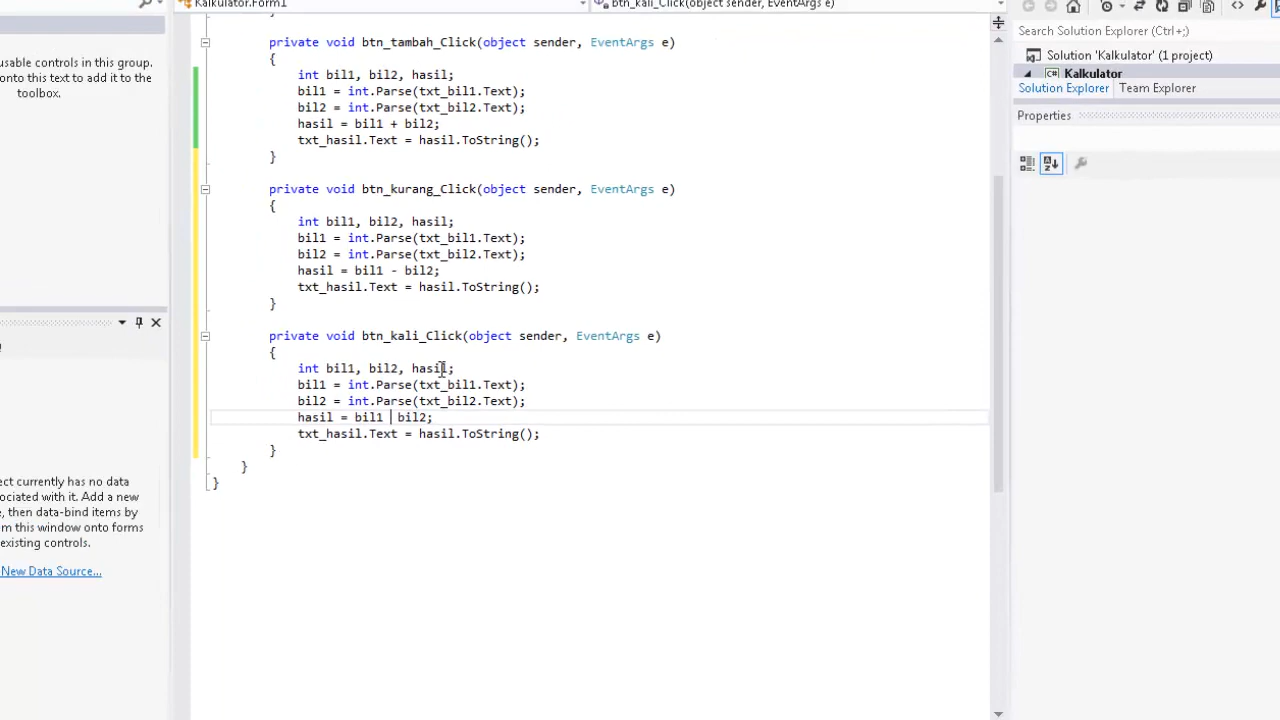 Kalkulator.Form1
btn_kali_Click(object sender, EventArgs e)
usable controls in this group.
onto this text to add it to the
toolbox.
private void btn_tambah_Click(object sender, EventArgs e)
{
int bil1, bil2, hasil;
bil1 = int.Parse(txt_bil1.Text);
bil2 = int.Parse(txt_bil2.Text);
hasil = bil1 + bil2;
txt_hasil.Text = hasil.ToString();
}
private void btn_kurang_Click(object sender, EventArgs e)
{
int bil1, bil2, hasil;
bil1 = int.Parse(txt_bil1.Text);
bil2 = int.Parse(txt_bil2.Text);
hasil = bil1 - bil2;
txt_hasil.Text = hasil.ToString();
}
private void btn_kali_Click(object sender, EventArgs e)
{
int bil1, bil2, hasil;
bil1 = int.Parse(txt_bil1.Text);
bil2 = int.Parse(txt_bil2.Text);
hasil = bil1 bil2;
txt_hasil.Text = hasil.ToString();
}
}
}
ect currently has no data
ssociated with it. Add a new
e, then data-bind items by
m this window onto forms
existing controls.
New Data Source...
Search Solution Explorer (Ctrl+;)
Solution 'Kalkulator' (1 project)
C# Kalkulator
Solution Explorer Team Explorer
Properties